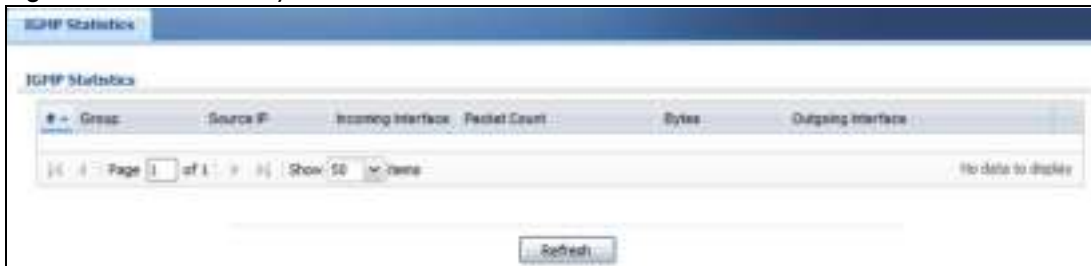 IGMP Statistics
IGMP Statistics
# Group Source IP Incoming Interface Packet Count Bytes Outgoing Interface
Page 1 of 1 Show 50 items No data to display
Refresh